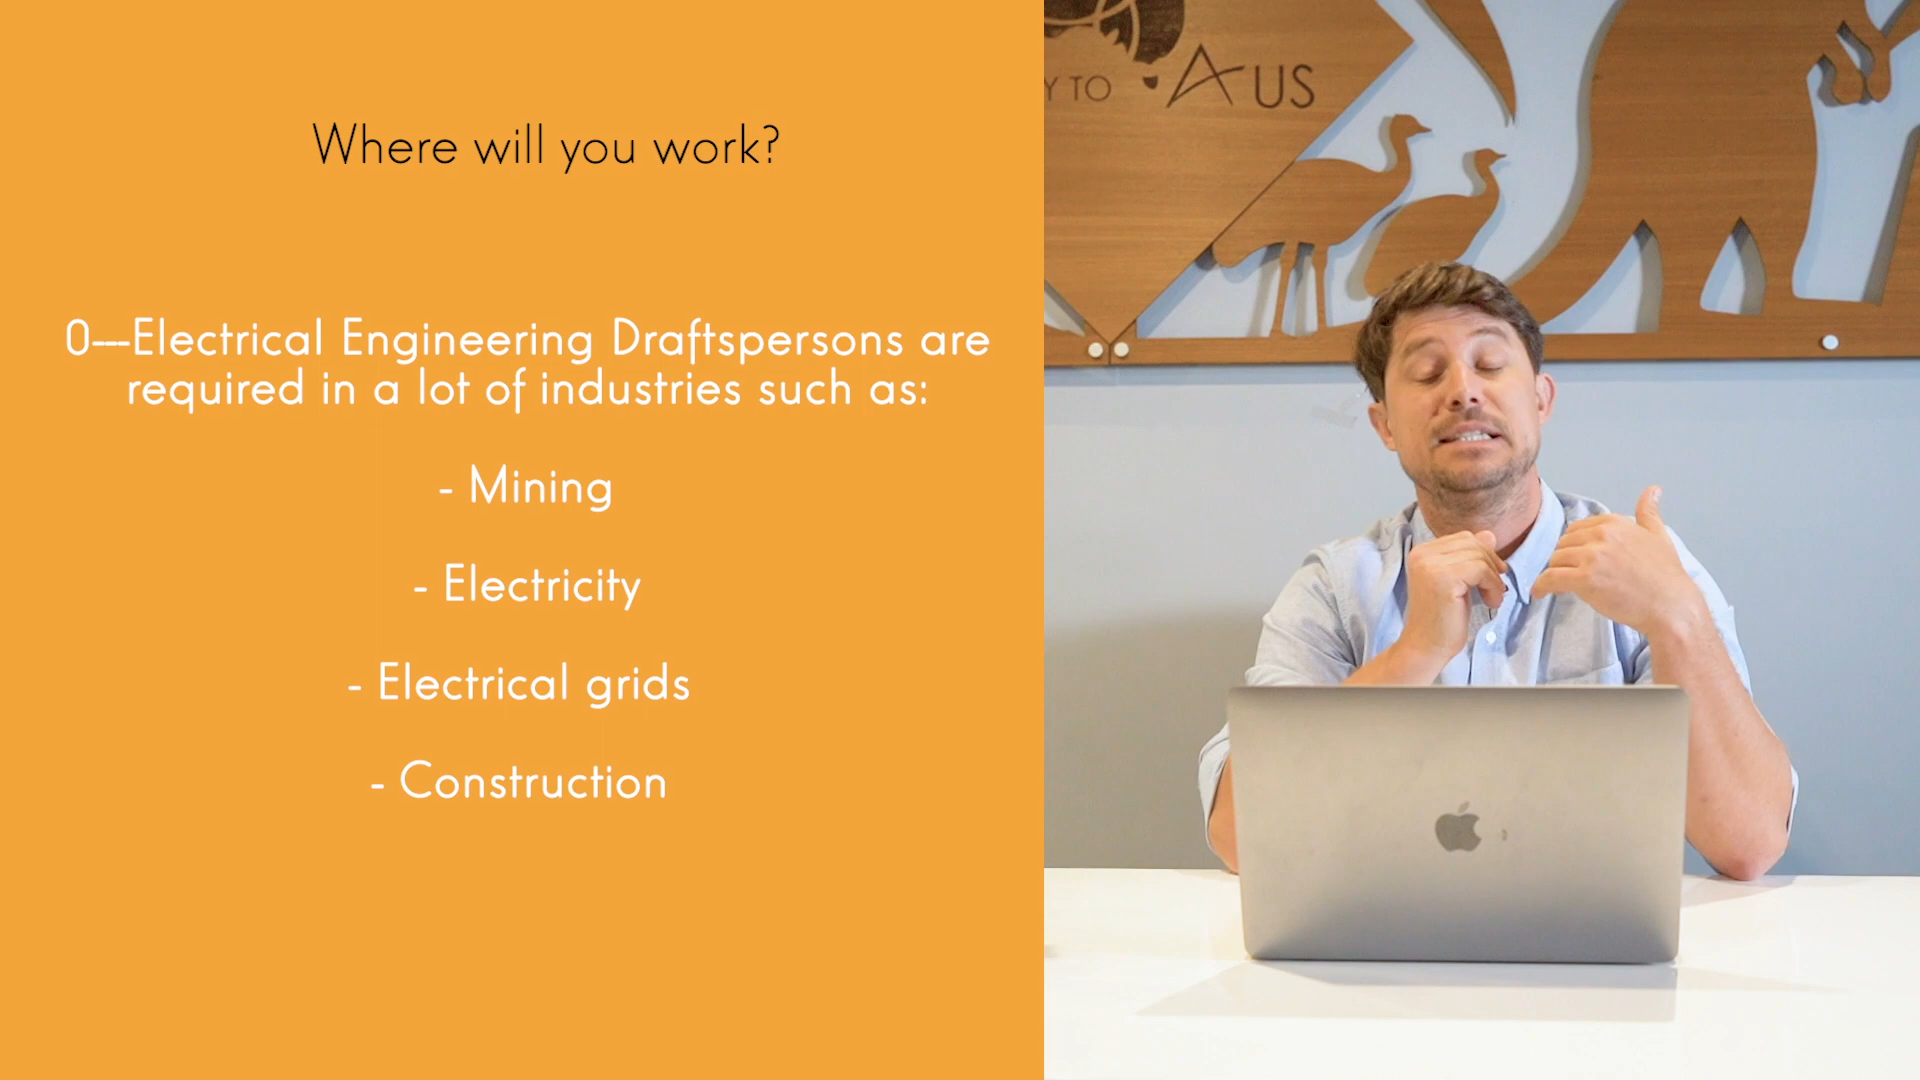 Where will you work?
0---Electrical Engineering Draftspersons are
required in a lot of industries such as:
- Mining
- Electricity
- Electrical grids
- Construction
Y TO AUS